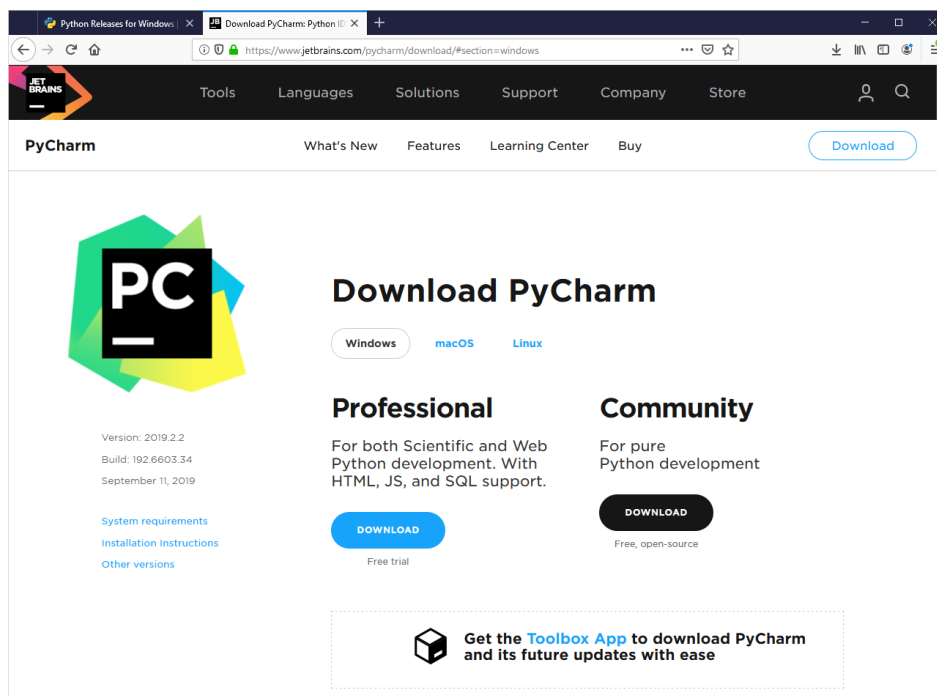 Python Releases for Windows
Download PyCharm: Python ID
https://www.jetbrains.com/pycharm/download/#section=windows
JET
BRAINS
Tools Languages Solutions Support Company Store
PyCharm
What's New Features Learning Center Buy
Download
PC
Download PyCharm
Windows macOS Linux
Version: 2019.2.2
Build: 192.6603.34
September 11, 2019
System requirements
Installation Instructions
Other versions
Professional
For both Scientific and Web
Python development. With
HTML, JS, and SQL support.
DOWNLOAD
Free trial
Community
For pure
Python development
DOWNLOAD
Free, open-source
Get the Toolbox App to download PyCharm
and its future updates with ease